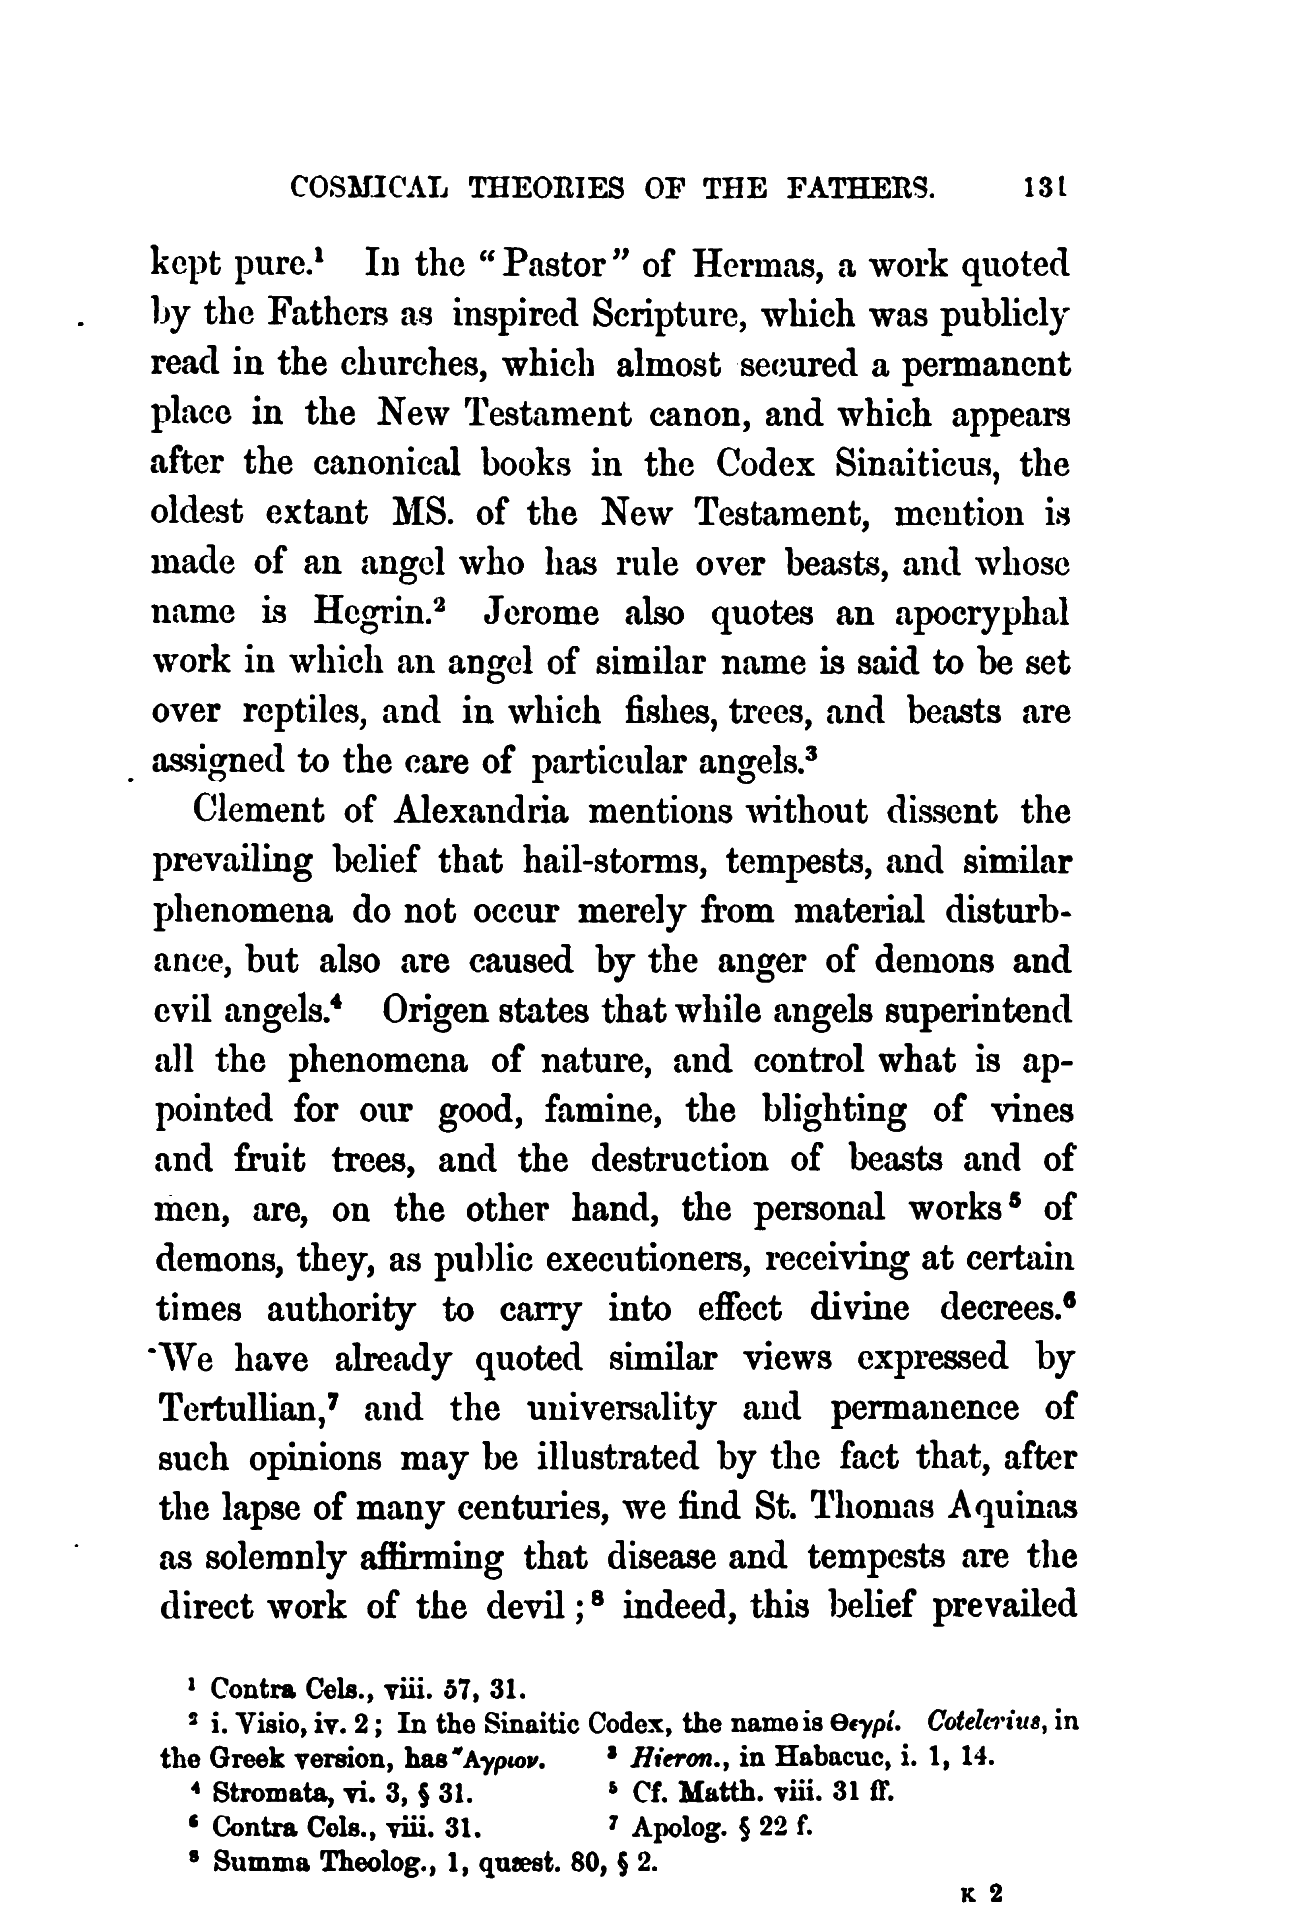 COSMICAL THEORIES OF THE FATHERS. 131
kept pure.¹ In the “Pastor” of Hermas, a work quoted
by the Fathers as inspired Scripture, which was publicly
read in the churches, which almost secured a permanent
place in the New Testament canon, and which appears
after the canonical books in the Codex Sinaiticus, the
oldest extant MS. of the New Testament, mention is
made of an angel who has rule over beasts, and whose
name is Hegrin.² Jerome also quotes an apocryphal
work in which an angel of similar name is said to be set
over reptiles, and in which fishes, trees, and beasts are
assigned to the care of particular angels.³
Clement of Alexandria mentions without dissent the
prevailing belief that hail-storms, tempests, and similar
phenomena do not occur merely from material disturb-
ance, but also are caused by the anger of demons and
evil angels.⁴ Origen states that while angels superintend
all the phenomena of nature, and control what is ap-
pointed for our good, famine, the blighting of vines
and fruit trees, and the destruction of beasts and of
men, are, on the other hand, the personal works⁵ of
demons, they, as public executioners, receiving at certain
times authority to carry into effect divine decrees.⁶
We have already quoted similar views expressed by
Tertullian,⁷ and the universality and permanence of
such opinions may be illustrated by the fact that, after
the lapse of many centuries, we find St. Thomas Aquinas
as solemnly affirming that disease and tempests are the
direct work of the devil;⁸ indeed, this belief prevailed
¹ Contra Cels., viii. 57, 31.
² i. Visio, iv. 2; In the Sinaitic Codex, the name is Θεγρί. Cotelerius, in
the Greek version, has Ἄγριον. ³ Hieron., in Habacuc, i. 1, 14.
⁴ Stromata, vi. 3, § 31. ⁵ Cf. Matth. viii. 31 ff.
⁶ Contra Cels., viii. 31. ⁷ Apolog. § 22 f.
⁸ Summa Theolog., 1, quæst. 80, § 2.
K 2